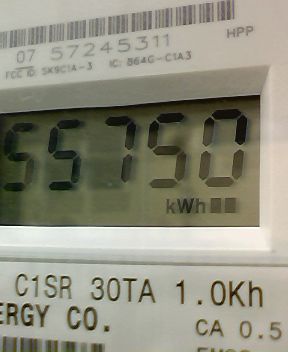 07 57245311
HPP
FCC ID: SK9C1A-3 IC: 864G-C1A3
55750
kWh
C1SR 30TA 1.0Kh
ERGY CO.
CA 0.5